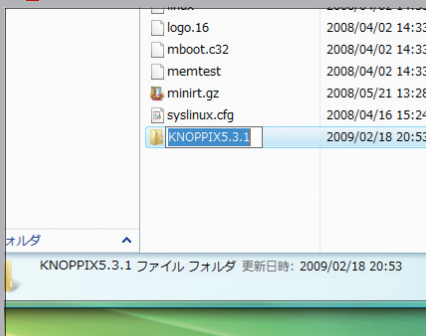 linux
logo.16 2008/04/02 14:33
mboot.c32 2008/04/02 14:33
memtest 2008/04/02 14:33
minirt.gz 2008/05/21 13:28
syslinux.cfg 2008/04/16 15:24
KNOPPIX5.3.1 2009/02/18 20:53
ォルダ
KNOPPIX5.3.1 ファイル フォルダ 更新日時: 2009/02/18 20:53